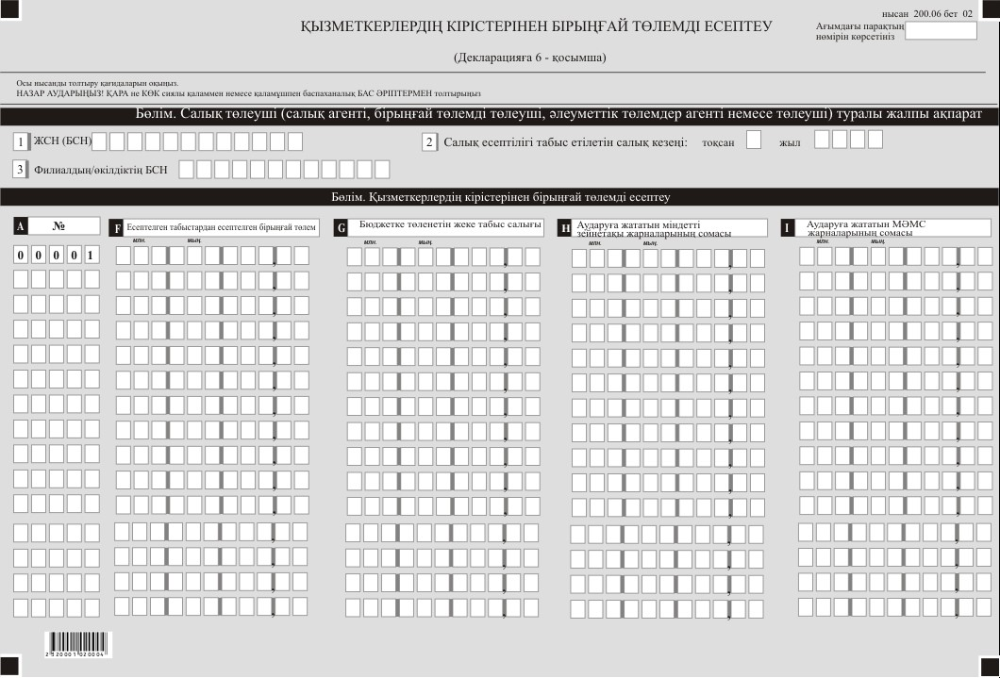 нысан 200.06 бет 02
ҚЫЗМЕТКЕРЛЕРДІҢ КІРІСТЕРІНЕН БІРЫҢҒАЙ ТӨЛЕМДІ ЕСЕПТЕУ
Ағымдағы парақтың
нөмірін көрсетіңіз
(Декларацияға 6 - қосымша)
Осы нысанды толтыру қағидаларын оқыңыз.
НАЗАР АУДАРЫҢЫЗ! ҚАРА не КӨК сиялы қаламмен немесе қаламұшпен баспаханалық БАС ӘРІПТЕРМЕН толтырыңыз
Бөлім. Салық төлеуші (салық агенті, бірыңғай төлемді төлеуші, әлеуметтік төлемдер агенті немесе төлеуші) туралы жалпы ақпарат
1 ЖСН (БСН)
2 Салық есептілігі табыс етілетін салық кезеңі: тоқсан жыл
3 Филиалдың/өкілдіктің БСН
Бөлім. Қызметкерлердің кірістерінен бірыңғай төлемді есептеу
A №
F Есептелген табыстардан есептелген бірыңғай төлем
G Бюджетке төленетін жеке табыс салығы
H Аударуға жататын міндетті
зейнетақы жарналарының сомасы
I Аударуға жататын МӘМС
жарналарының сомасы
млн. мың. млн. мың. млн. мың. млн. мың.
0 0 0 0 1
2320001020004